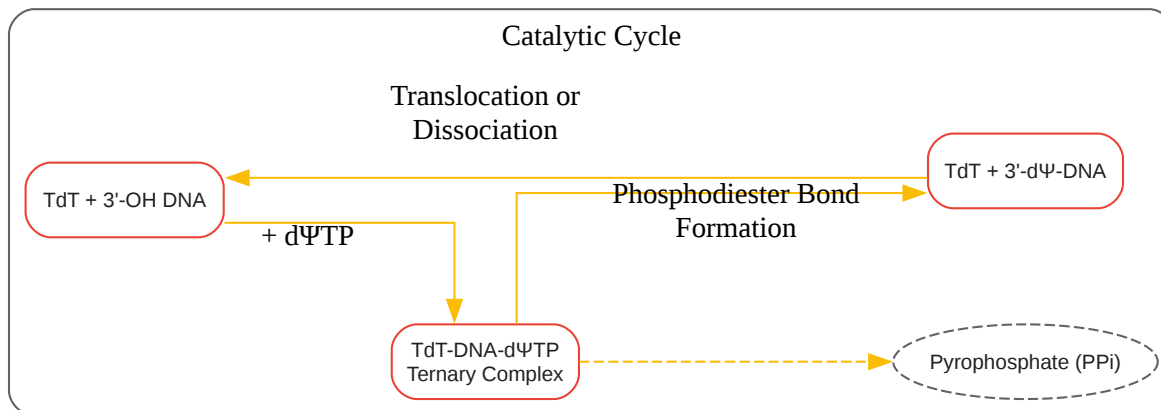 Catalytic Cycle
Translocation or
Dissociation
TdT + 3'-OH DNA
TdT + 3'-dΨ-DNA
Phosphodiester Bond
Formation
+ dΨTP
TdT-DNA-dΨTP
Ternary Complex
Pyrophosphate (PPi)